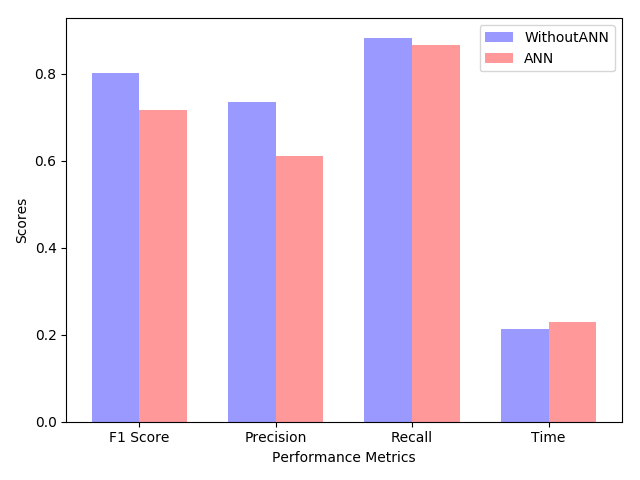 WithoutANN
ANN
0.8
0.6
0.4
0.2
0.0
Scores
F1 Score
Precision
Recall
Time
Performance Metrics